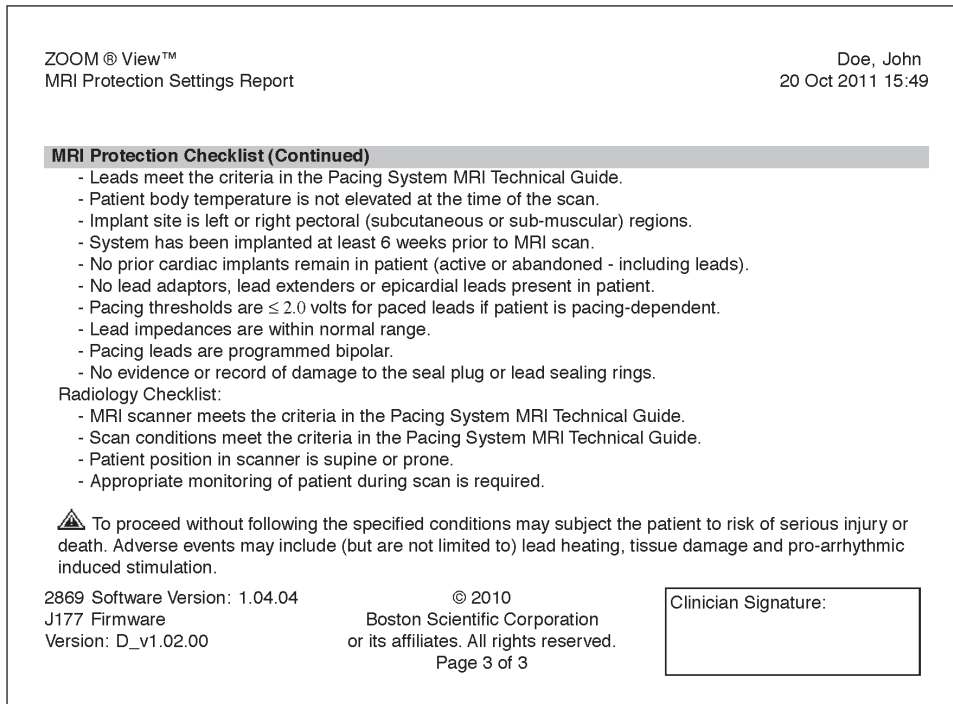 ZOOM ® View™
Doe, John
MRI Protection Settings Report
20 Oct 2011 15:49
MRI Protection Checklist (Continued)
- Leads meet the criteria in the Pacing System MRI Technical Guide.
- Patient body temperature is not elevated at the time of the scan.
- Implant site is left or right pectoral (subcutaneous or sub-muscular) regions.
- System has been implanted at least 6 weeks prior to MRI scan.
- No prior cardiac implants remain in patient (active or abandoned - including leads).
- No lead adaptors, lead extenders or epicardial leads present in patient.
- Pacing thresholds are ≤ 2.0 volts for paced leads if patient is pacing-dependent.
- Lead impedances are within normal range.
- Pacing leads are programmed bipolar.
- No evidence or record of damage to the seal plug or lead sealing rings.
Radiology Checklist:
- MRI scanner meets the criteria in the Pacing System MRI Technical Guide.
- Scan conditions meet the criteria in the Pacing System MRI Technical Guide.
- Patient position in scanner is supine or prone.
- Appropriate monitoring of patient during scan is required.
To proceed without following the specified conditions may subject the patient to risk of serious injury or
death. Adverse events may include (but are not limited to) lead heating, tissue damage and pro-arrhythmic
induced stimulation.
2869 Software Version: 1.04.04
J177 Firmware
Version: D_v1.02.00
© 2010
Boston Scientific Corporation
or its affiliates. All rights reserved.
Page 3 of 3
Clinician Signature: